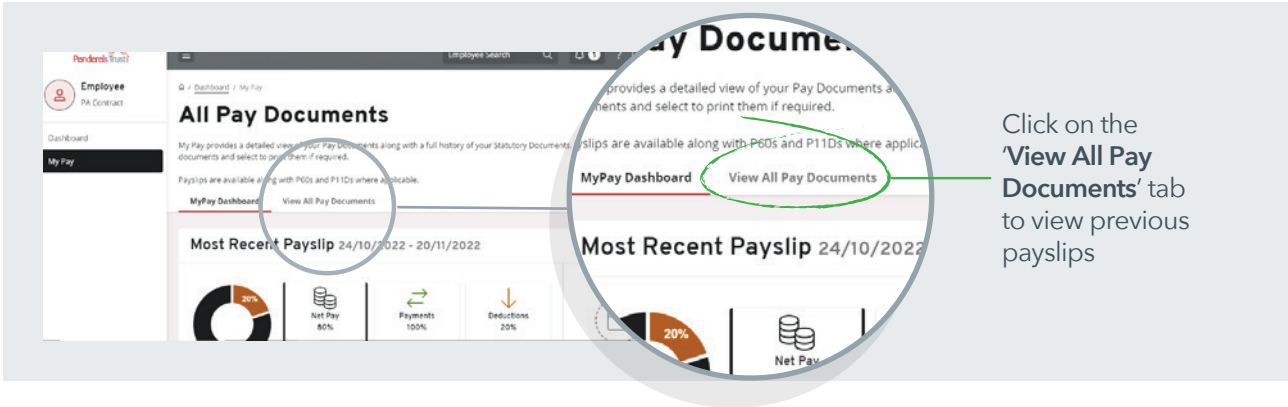 Penderels Trust
Employee Search
1
?
Employee
PA Contract
Dashboard
My Pay
/ Dashboard / My Pay
All Pay Documents
My Pay provides a detailed view of your Pay Documents along with a full history of your Statutory Documents.
documents and select to print them if required.
Payslips are available along with P60s and P11Ds where applicable.
MyPay Dashboard View All Pay Documents
Most Recent Payslip 24/10/2022 - 20/11/2022
20%
Net Pay
80%
Payments
100%
Deductions
20%
ay Docume
provides a detailed view of your Pay Documents a
ments and select to print them if required.
yslips are available along with P60s and P11Ds where applica
MyPay Dashboard View All Pay Documents
Most Recent Payslip 24/10/2022
20%
Net Pay
Click on the
'View All Pay
Documents' tab
to view previous
payslips